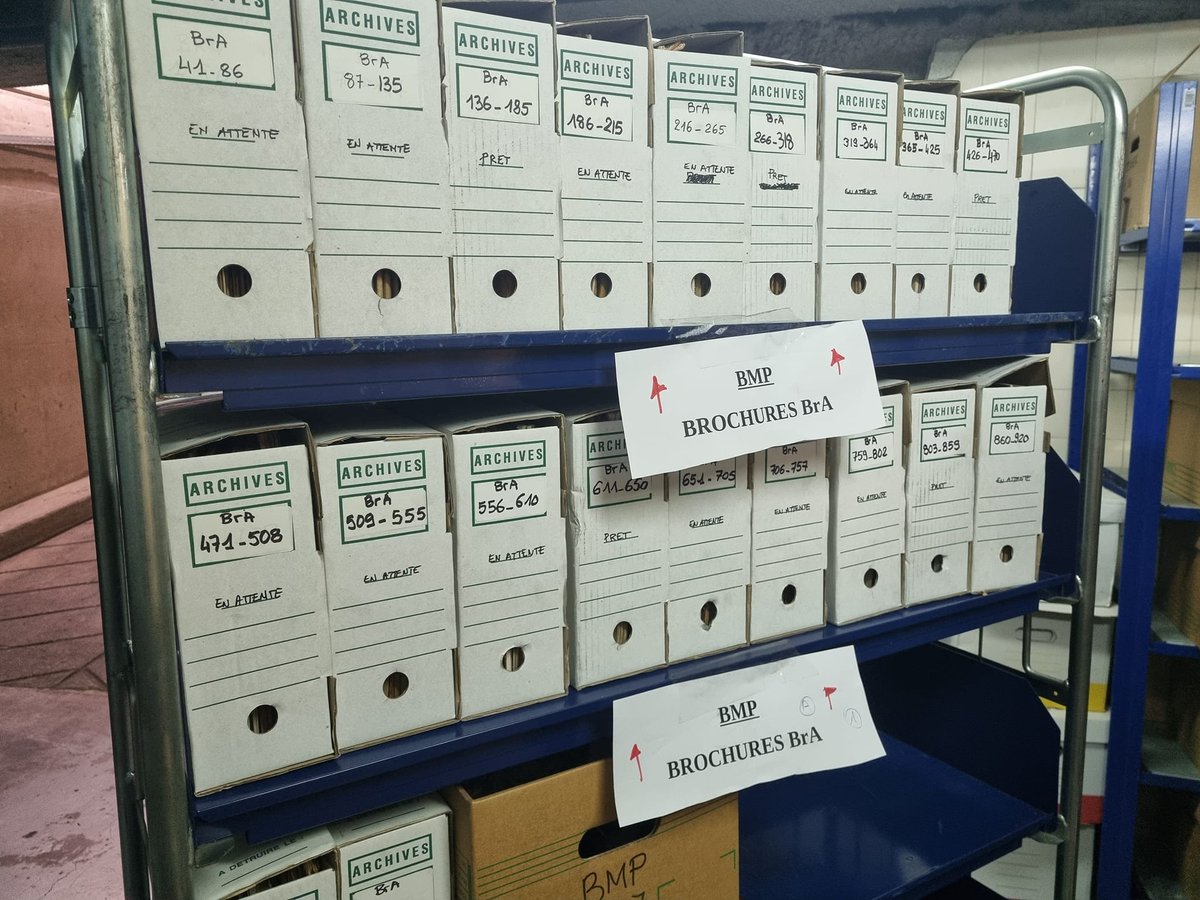 ARCHIVES
BrA
41.86
EN ATTENTE
ARCHIVES
BrA
87-135
EN ATTENTE
ARCHIVES
BrA
136-185
PRET
ARCHIVES
BrA
186-215
EN ATTENTE
ARCHIVES
BrA
216-265
EN ATTENTE
ARCHIVES
BrA
266-318
PRET
ARCHIVES
BrA
319-364
EN ATTENTE
ARCHIVES
BrA
365-425
EN ATTENTE
ARCHIVES
BrA
426-470
PRET
BMP
BROCHURES BrA
ARCHIVES
BrA
471-508
EN ATTENTE
ARCHIVES
BrA
509-555
EN ATTENTE
ARCHIVES
BrA
556-610
EN ATTENTE
ARCHIVES
BrA
611-650
PRET
651-705
EN ATTENTE
706-757
EN ATTENTE
BrA
759-802
EN ATTENTE
ARCHIVES
BrA
803-859
PRET
ARCHIVES
BrA
860-920
EN ATTENTE
BMP
BROCHURES BrA
A DETRUIRE LE
ARCHIVES
BrA
BMP